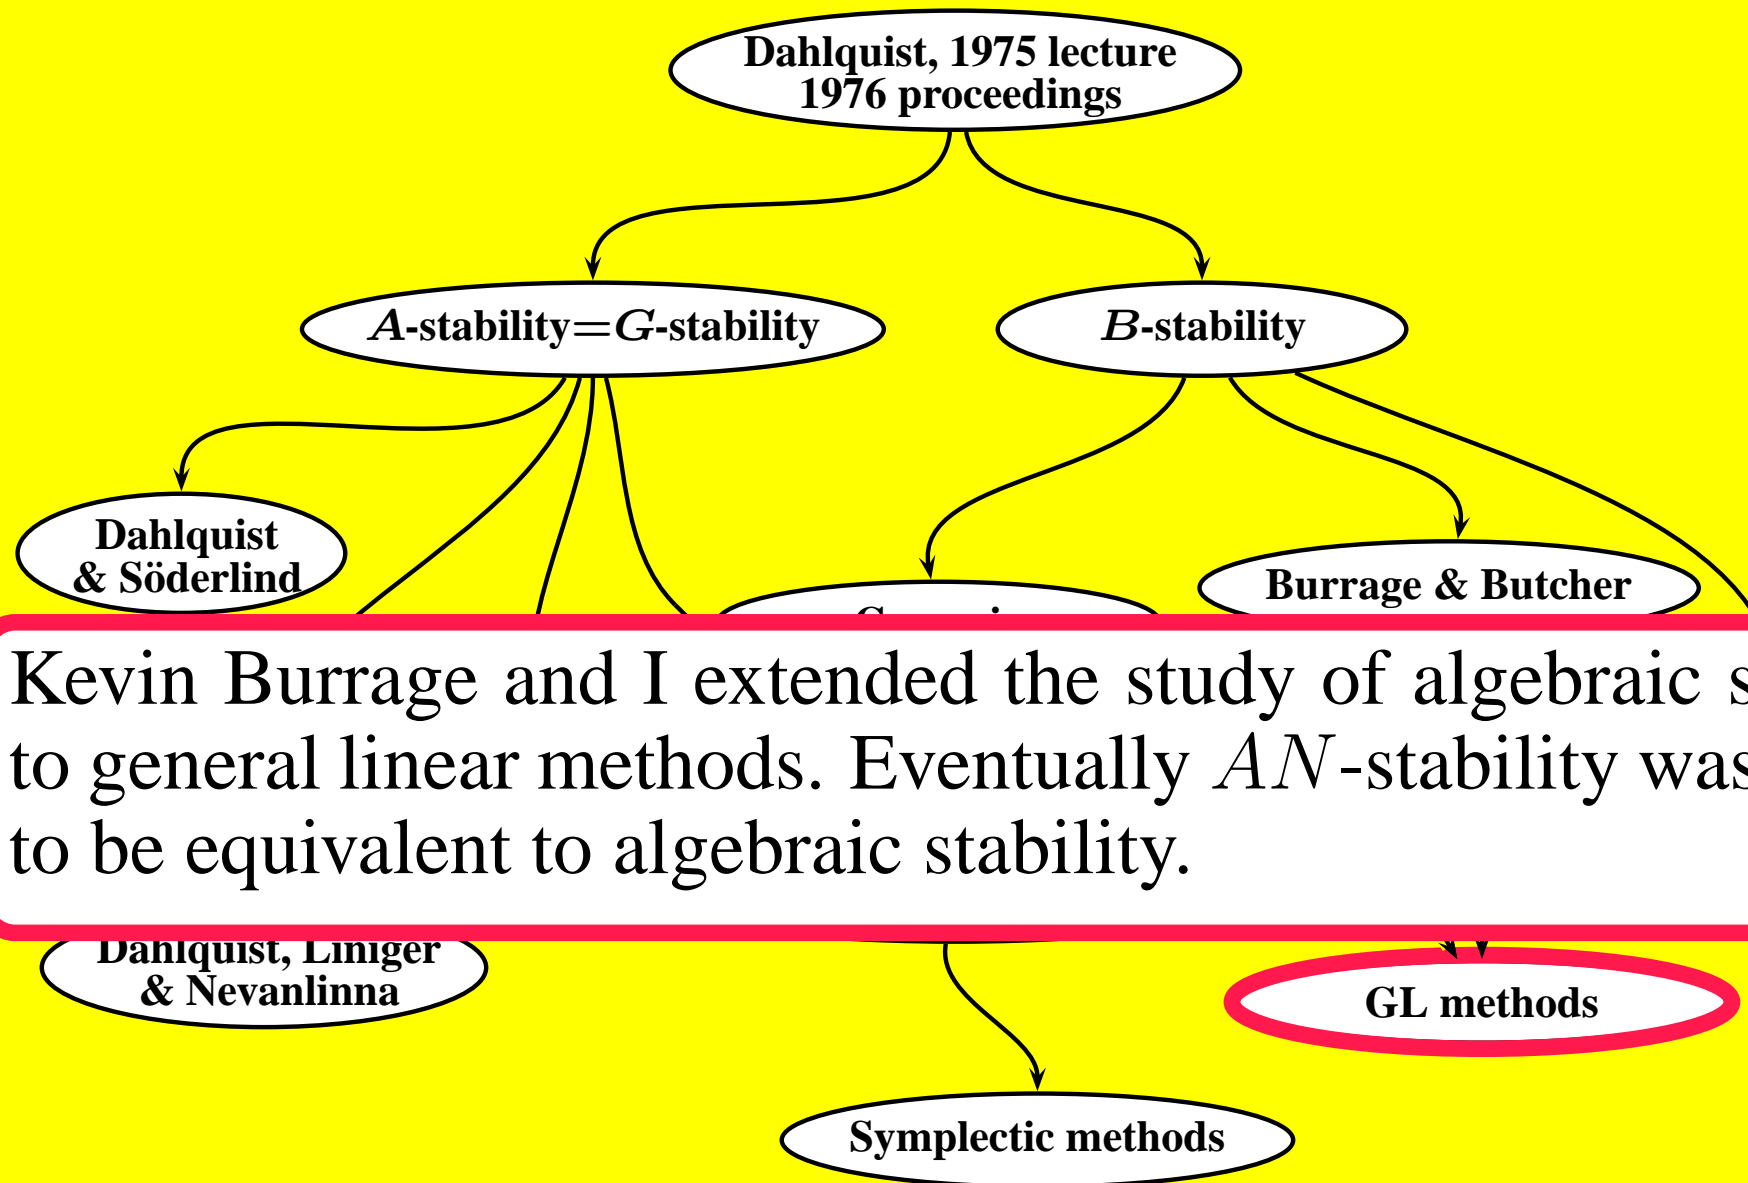 Dahlquist, 1975 lecture
1976 proceedings
A-stability=G-stability
B-stability
Dahlquist
& Söderlind
Burrage & Butcher
Kevin Burrage and I extended the study of algebraic s
to general linear methods. Eventually AN-stability was
to be equivalent to algebraic stability.
Dahlquist, Liniger
& Nevanlinna
GL methods
Symplectic methods